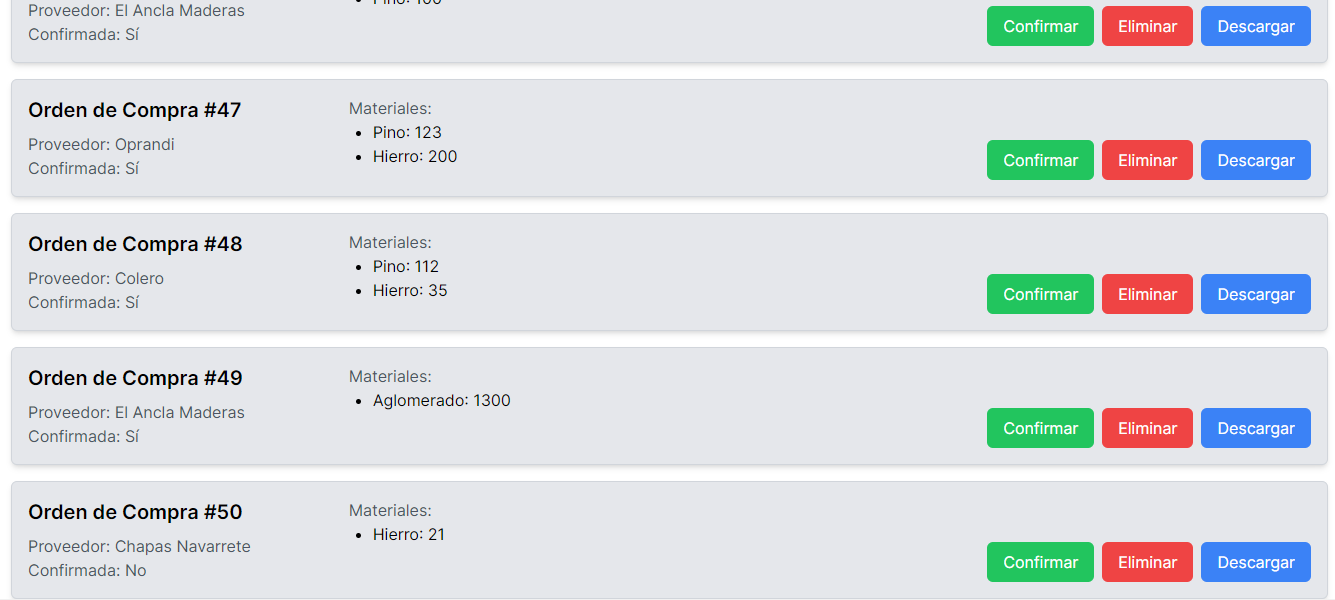 Proveedor: El Ancla Maderas
Confirmada: Sí
Confirmar Eliminar Descargar
Orden de Compra #47
Proveedor: Oprandi
Confirmada: Sí
Materiales:
Pino: 123
Hierro: 200
Confirmar Eliminar Descargar
Orden de Compra #48
Proveedor: Colero
Confirmada: Sí
Materiales:
Pino: 112
Hierro: 35
Confirmar Eliminar Descargar
Orden de Compra #49
Proveedor: El Ancla Maderas
Confirmada: Sí
Materiales:
Aglomerado: 1300
Confirmar Eliminar Descargar
Orden de Compra #50
Proveedor: Chapas Navarrete
Confirmada: No
Materiales:
Hierro: 21
Confirmar Eliminar Descargar